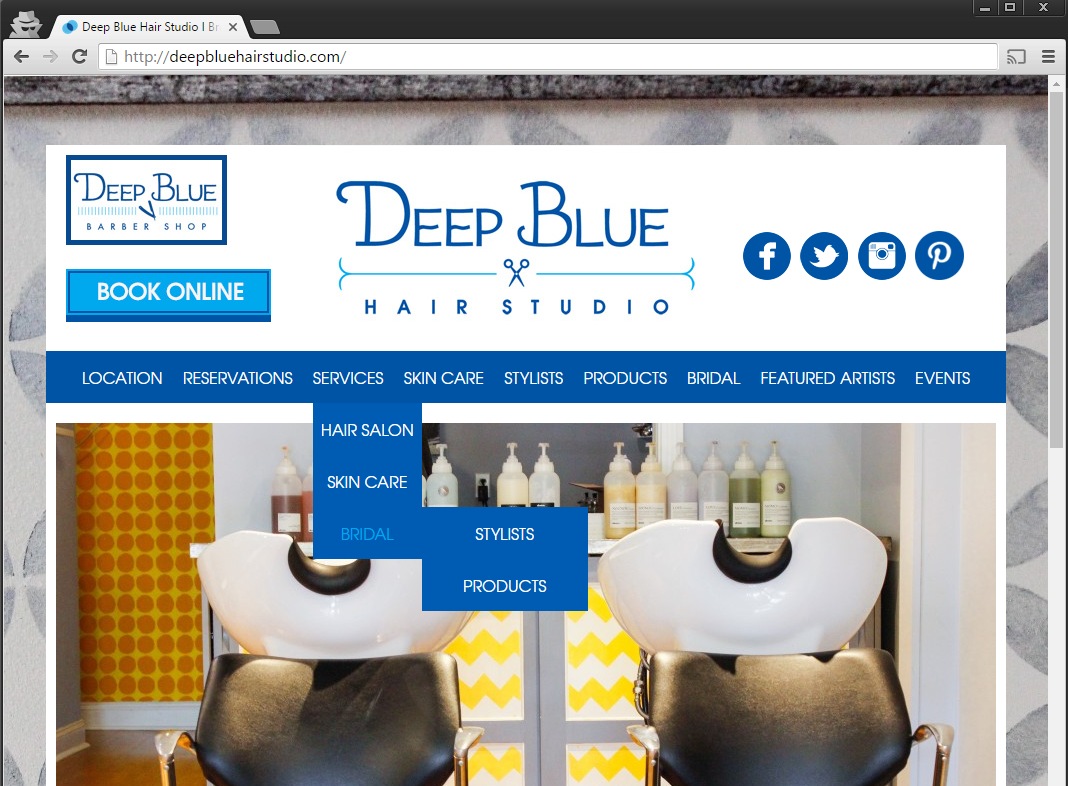 Deep Blue Hair Studio I Br
http://deepbluehairstudio.com/
DEEP BLUE
BARBER SHOP
BOOK ONLINE
DEEP BLUE
HAIR STUDIO
LOCATION RESERVATIONS SERVICES SKIN CARE STYLISTS PRODUCTS BRIDAL FEATURED ARTISTS EVENTS
HAIR SALON
SKIN CARE
BRIDAL STYLISTS
PRODUCTS